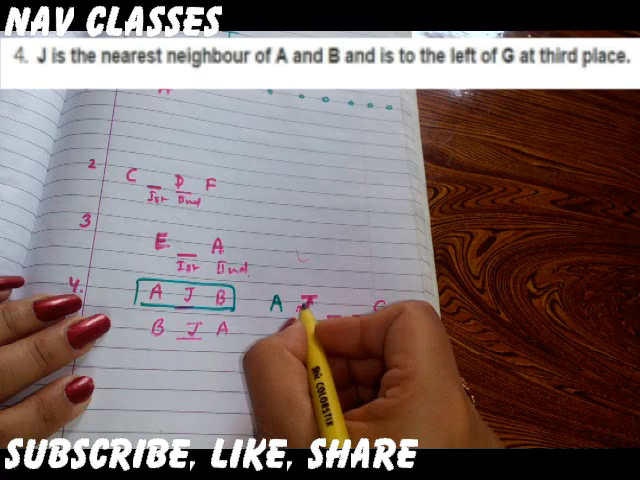 NAV CLASSES
4. J is the nearest neighbour of A and B and is to the left of G at third place.
A
2 C _ D F
Ist IInd
3 E _ A
Ist IInd
4. A J B A J _ _ G
B J A
SUBSCRIBE, LIKE, SHARE